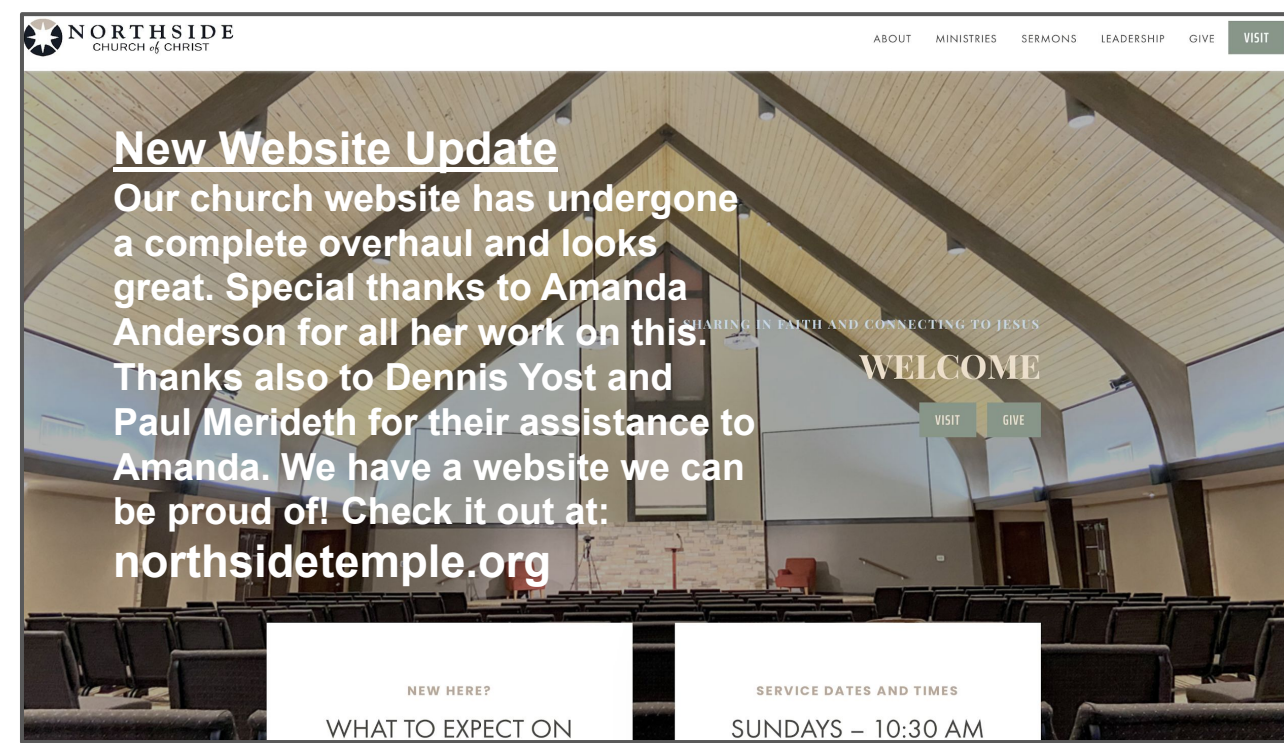 NORTHSIDE
CHURCH of CHRIST
ABOUT MINISTRIES SERMONS LEADERSHIP GIVE VISIT
New Website Update
Our church website has undergone
a complete overhaul and looks
great. Special thanks to Amanda
Anderson for all her work on this.
Thanks also to Dennis Yost and
Paul Merideth for their assistance to
Amanda. We have a website we can
be proud of! Check it out at:
northsidetemple.org
SHARING IN FAITH AND CONNECTING TO JESUS
WELCOME
VISIT GIVE
NEW HERE?
WHAT TO EXPECT ON
SERVICE DATES AND TIMES
SUNDAYS – 10:30 AM